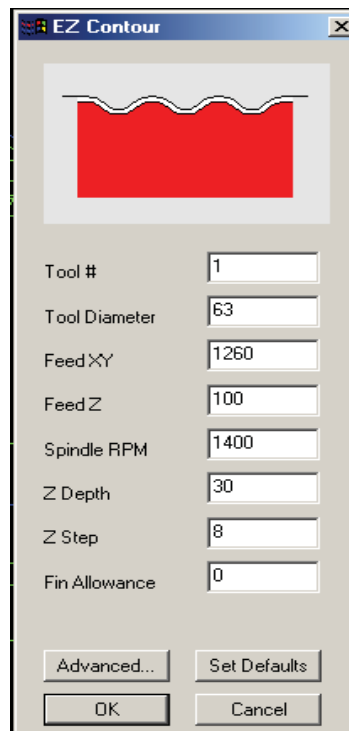 EZ Contour
Tool # 1
Tool Diameter 63
Feed XY 1260
Feed Z 100
Spindle RPM 1400
Z Depth 30
Z Step 8
Fin Allowance 0
Advanced... Set Defaults
OK Cancel